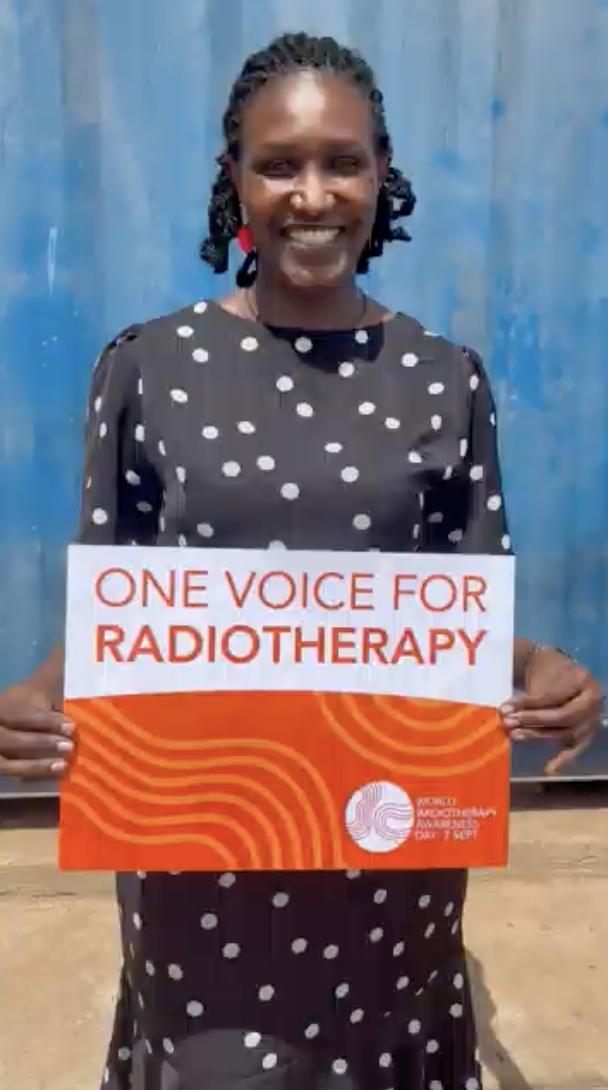 ONE VOICE FOR
RADIOTHERAPY
WORLD
RADIOTHERAPY
AWARENESS
DAY 7 SEPT